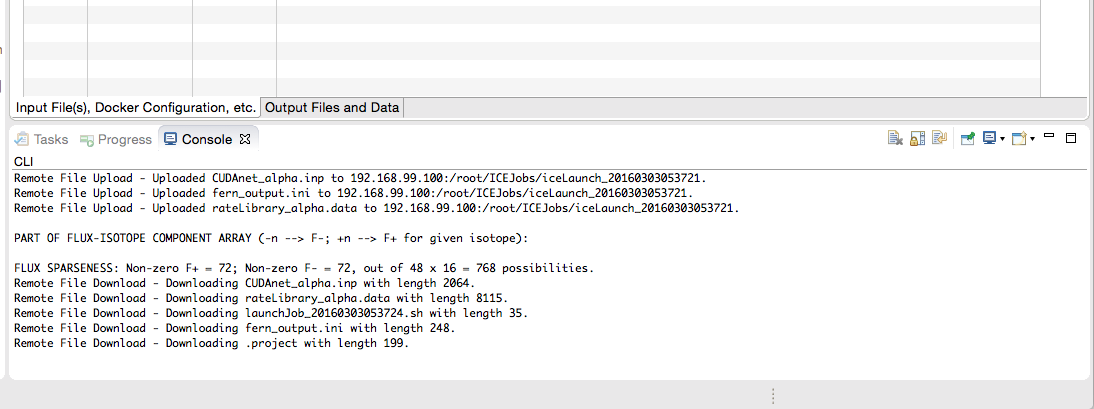 Input File(s), Docker Configuration, etc. Output Files and Data
Tasks Progress Console
CLI
Remote File Upload - Uploaded CUDAnet_alpha.inp to 192.168.99.100:/root/ICEJobs/iceLaunch_20160303053721.
Remote File Upload - Uploaded fern_output.ini to 192.168.99.100:/root/ICEJobs/iceLaunch_20160303053721.
Remote File Upload - Uploaded rateLibrary_alpha.data to 192.168.99.100:/root/ICEJobs/iceLaunch_20160303053721.
PART OF FLUX-ISOTOPE COMPONENT ARRAY (-n --> F-; +n --> F+ for given isotope):
FLUX SPARSENESS: Non-zero F+ = 72; Non-zero F- = 72, out of 48 x 16 = 768 possibilities.
Remote File Download - Downloading CUDAnet_alpha.inp with length 2064.
Remote File Download - Downloading rateLibrary_alpha.data with length 8115.
Remote File Download - Downloading launchJob_20160303053724.sh with length 35.
Remote File Download - Downloading fern_output.ini with length 248.
Remote File Download - Downloading .project with length 199.